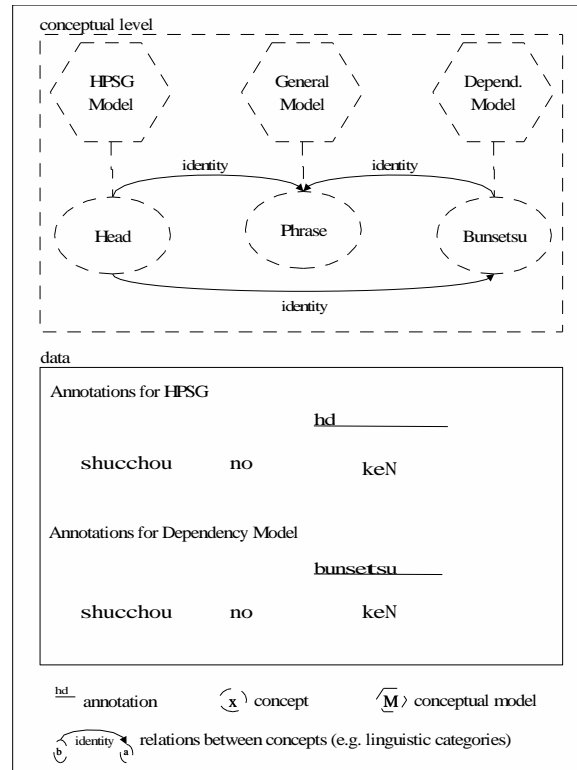 conceptual level
HPSG General Depend.
Model Model Model
identity identity
Head Phrase Bunsetsu
identity
data
Annotations for HPSG
hd
shucchou no keN
Annotations for Dependency Model
bunsetsu
shucchou no keN
hd annotation x concept M conceptual model
b identity a relations between concepts (e.g. linguistic categories)